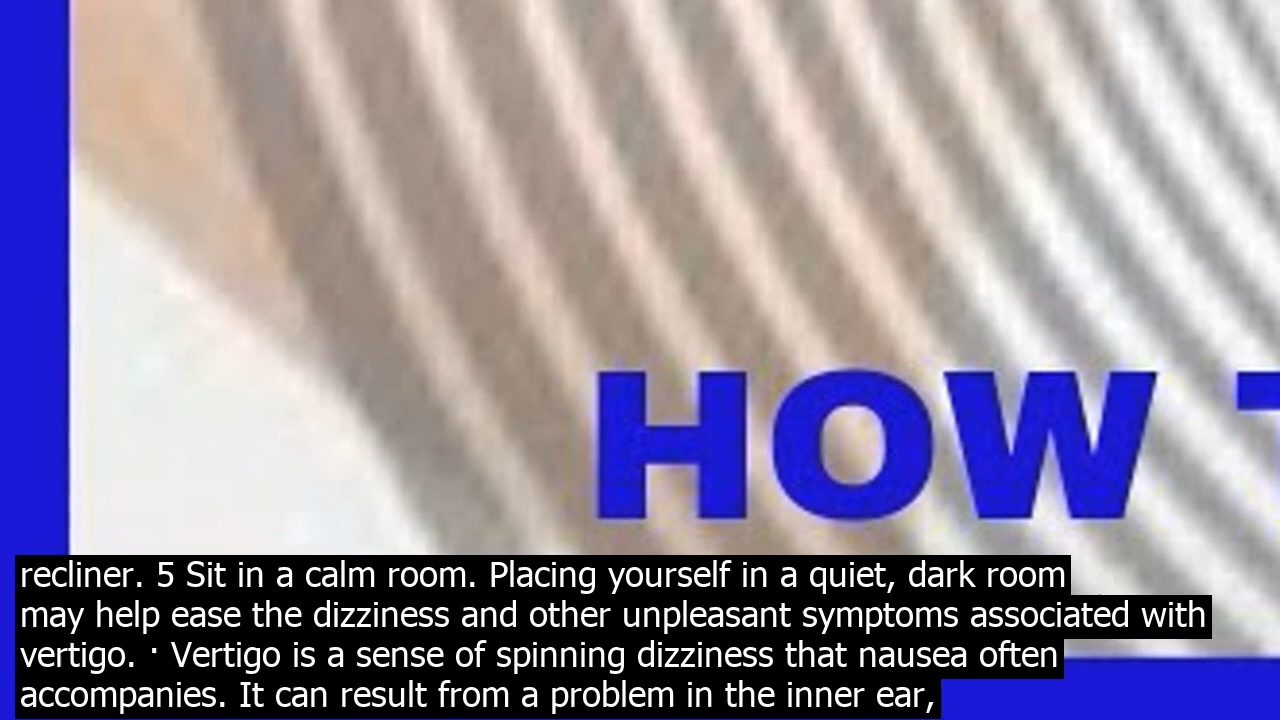 HOW T
recliner. 5 Sit in a calm room. Placing yourself in a quiet, dark room
may help ease the dizziness and other unpleasant symptoms associated with
vertigo. · Vertigo is a sense of spinning dizziness that nausea often
accompanies. It can result from a problem in the inner ear,